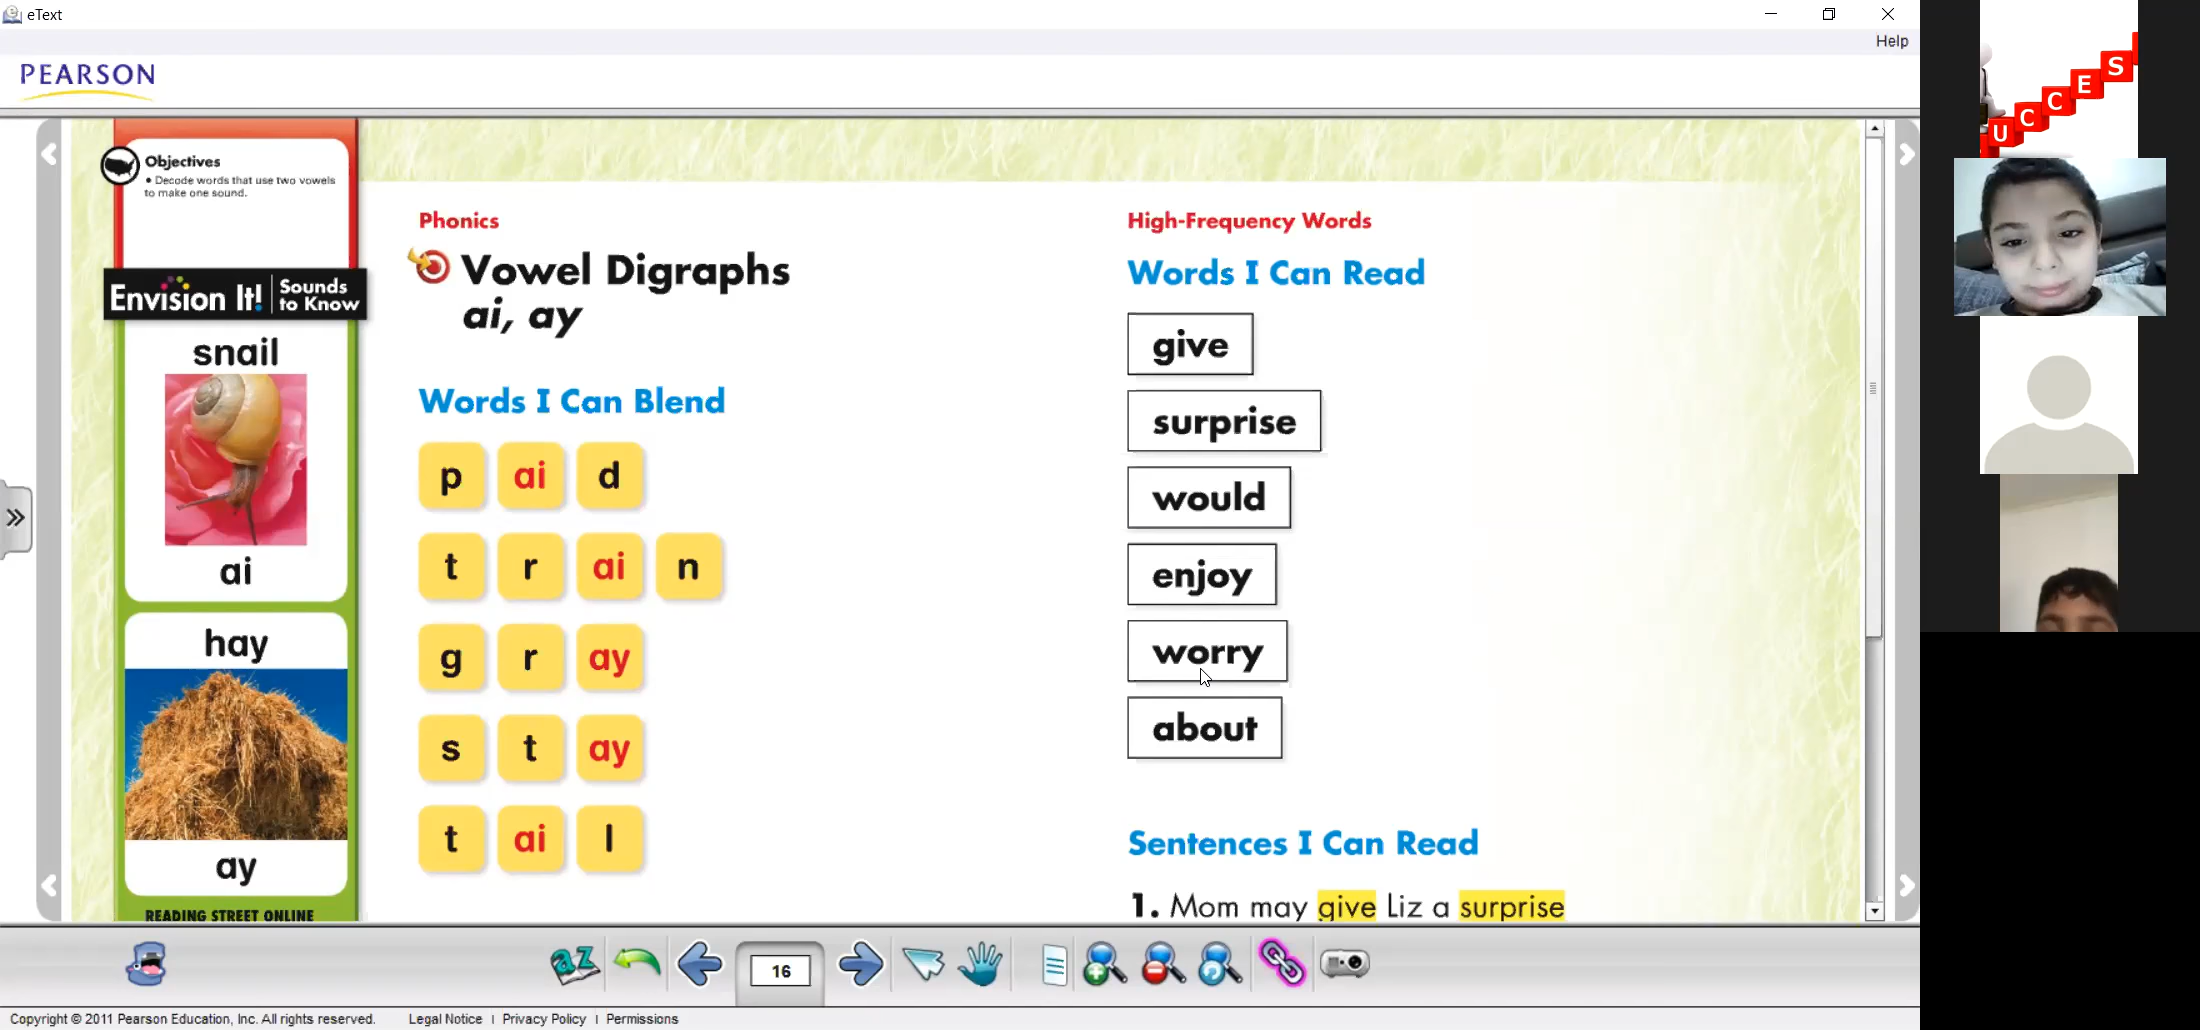 eText
Help
PEARSON
Objectives
• Decode words that use two vowels
to make one sound.
Envision It! Sounds
to Know
snail
ai
hay
ay
READING STREET ONLINE
Phonics
Vowel Digraphs
ai, ay
Words I Can Blend
p ai d
t r ai n
g r ay
s t ay
t ai l
High-Frequency Words
Words I Can Read
give
surprise
would
enjoy
worry
about
Sentences I Can Read
1. Mom may give Liz a surprise
UCCES
az
16
Copyright © 2011 Pearson Education, Inc. All rights reserved. Legal Notice | Privacy Policy | Permissions